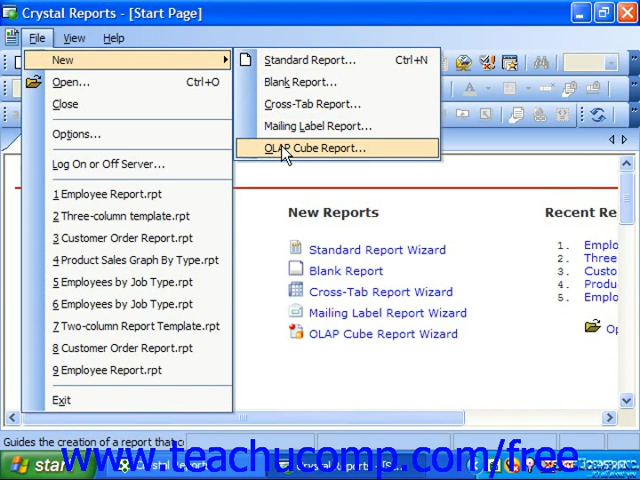 Crystal Reports - [Start Page]
File View Help
New
Open... Ctrl+O
Close
Options...
Log On or Off Server...
1 Employee Report.rpt
2 Three-column template.rpt
3 Customer Order Report.rpt
4 Product Sales Graph By Type.rpt
5 Employees by Job Type.rpt
6 Employees by Job Type.rpt
7 Two-column Report Template.rpt
8 Customer Order Report.rpt
9 Employee Report.rpt
Exit
Standard Report... Ctrl+N
Blank Report...
Cross-Tab Report...
Mailing Label Report...
OLAP Cube Report...
New Reports
Standard Report Wizard
Blank Report
Cross-Tab Report Wizard
Mailing Label Report Wizard
OLAP Cube Report Wizard
Recent Re
1. Emplo
2. Three
3. Custo
4. Produ
5. Emplo
Op
Guides the creation of a report that co
www.teachucomp.com/free
start